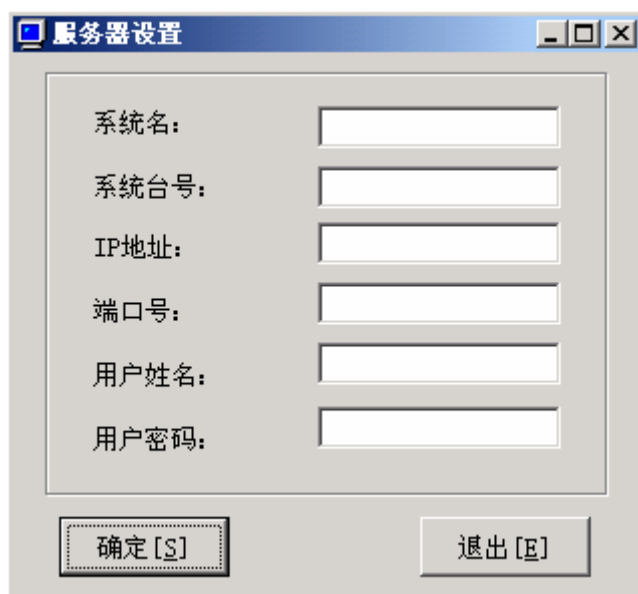 服务器设置
系统名：
系统台号：
IP地址：
端口号：
用户姓名：
用户密码：
确定[S]
退出[E]